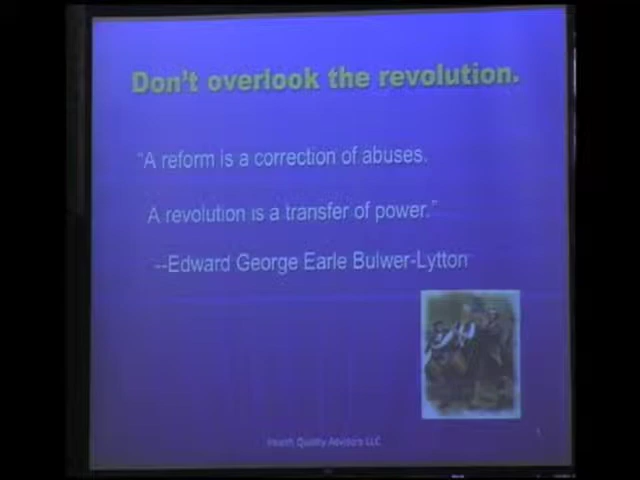 Don't overlook the revolution.
"A reform is a correction of abuses.
A revolution is a transfer of power."
--Edward George Earle Bulwer-Lytton
Health Quality Advisors LLC